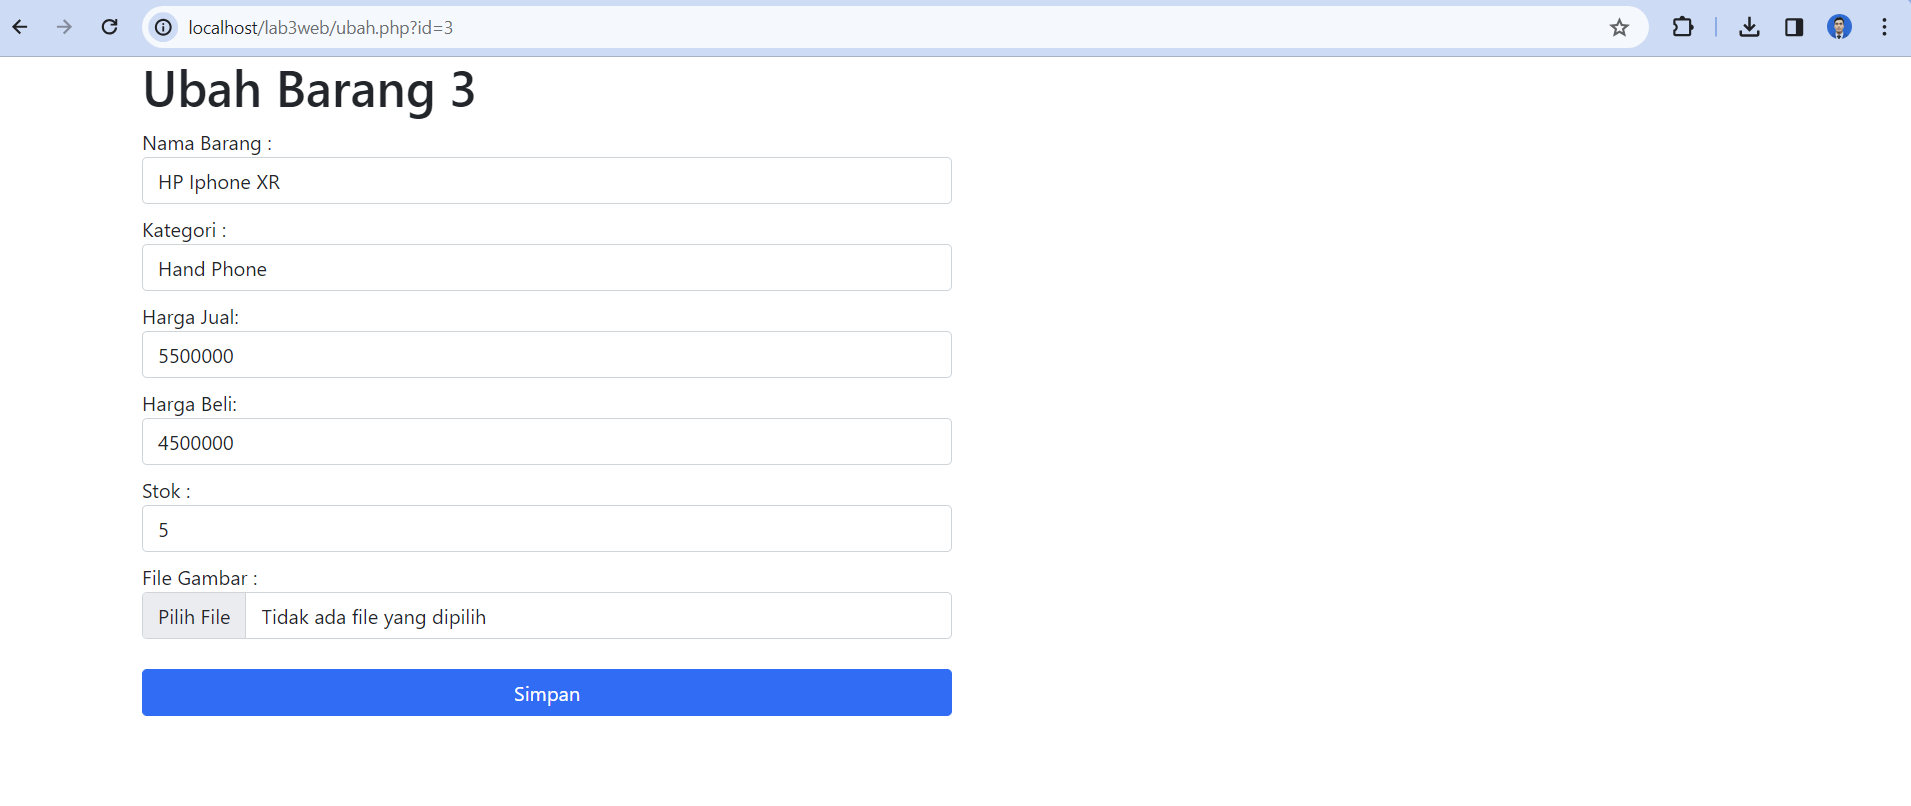 localhost/lab3web/ubah.php?id=3
Ubah Barang 3
Nama Barang :
HP Iphone XR
Kategori :
Hand Phone
Harga Jual:
5500000
Harga Beli:
4500000
Stok :
5
File Gambar :
Pilih File Tidak ada file yang dipilih
Simpan